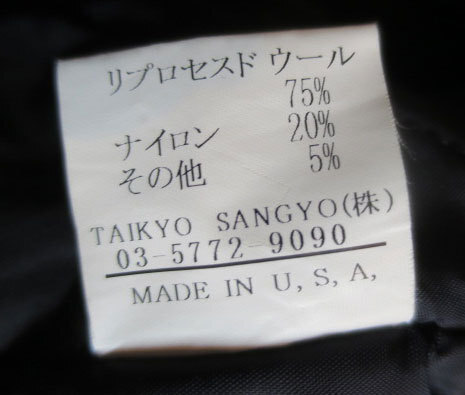 リプロセスド ウール
75%
ナイロン 20%
その他 5%
TAIKYO SANGYO(株)
03-5772-9090
MADE IN U, S, A,